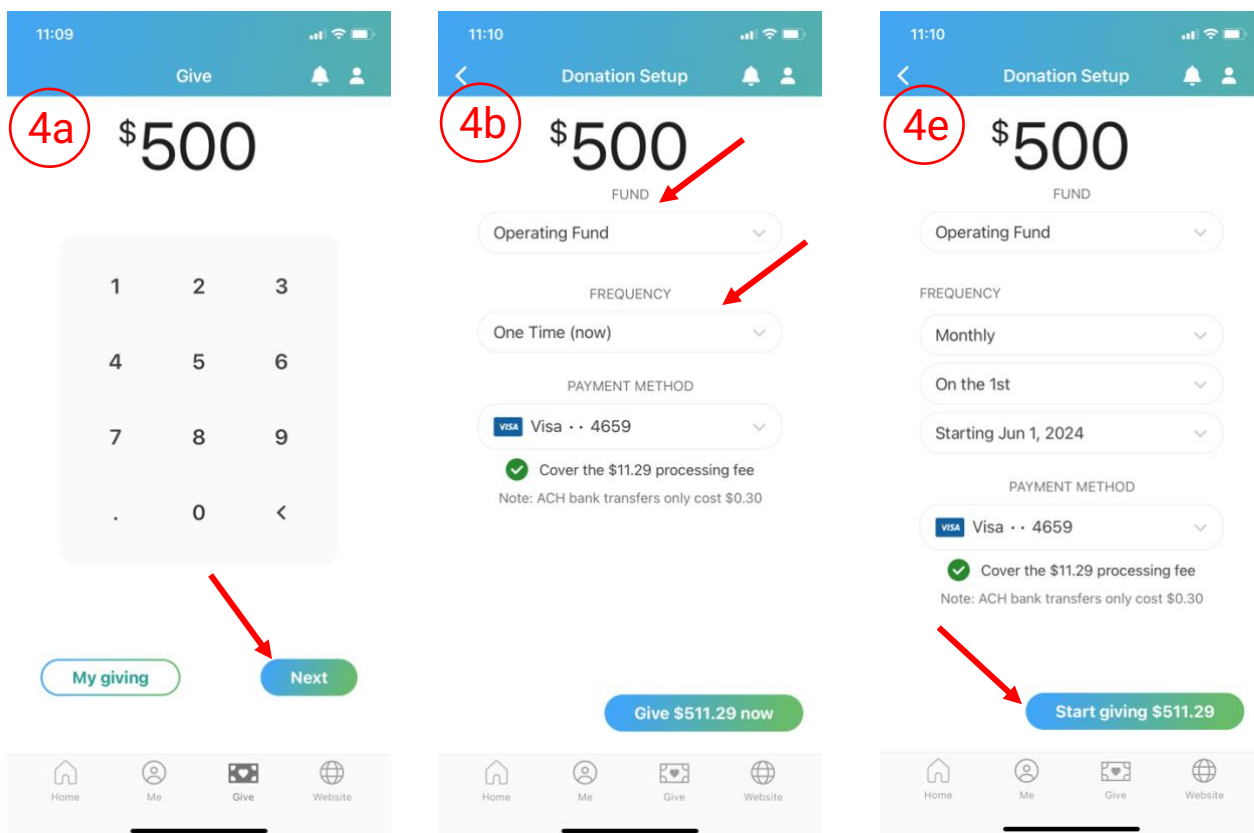 11:09
Give
4a
$500
1 2 3
4 5 6
7 8 9
. 0 <
My giving
Next
Home Me Give Website
11:10
Donation Setup
4b
$500
FUND
Operating Fund
FREQUENCY
One Time (now)
PAYMENT METHOD
VISA Visa •• 4659
Cover the $11.29 processing fee
Note: ACH bank transfers only cost $0.30
Give $511.29 now
Home Me Give Website
11:10
Donation Setup
4e
$500
FUND
Operating Fund
FREQUENCY
Monthly
On the 1st
Starting Jun 1, 2024
PAYMENT METHOD
VISA Visa •• 4659
Cover the $11.29 processing fee
Note: ACH bank transfers only cost $0.30
Start giving $511.29
Home Me Give Website